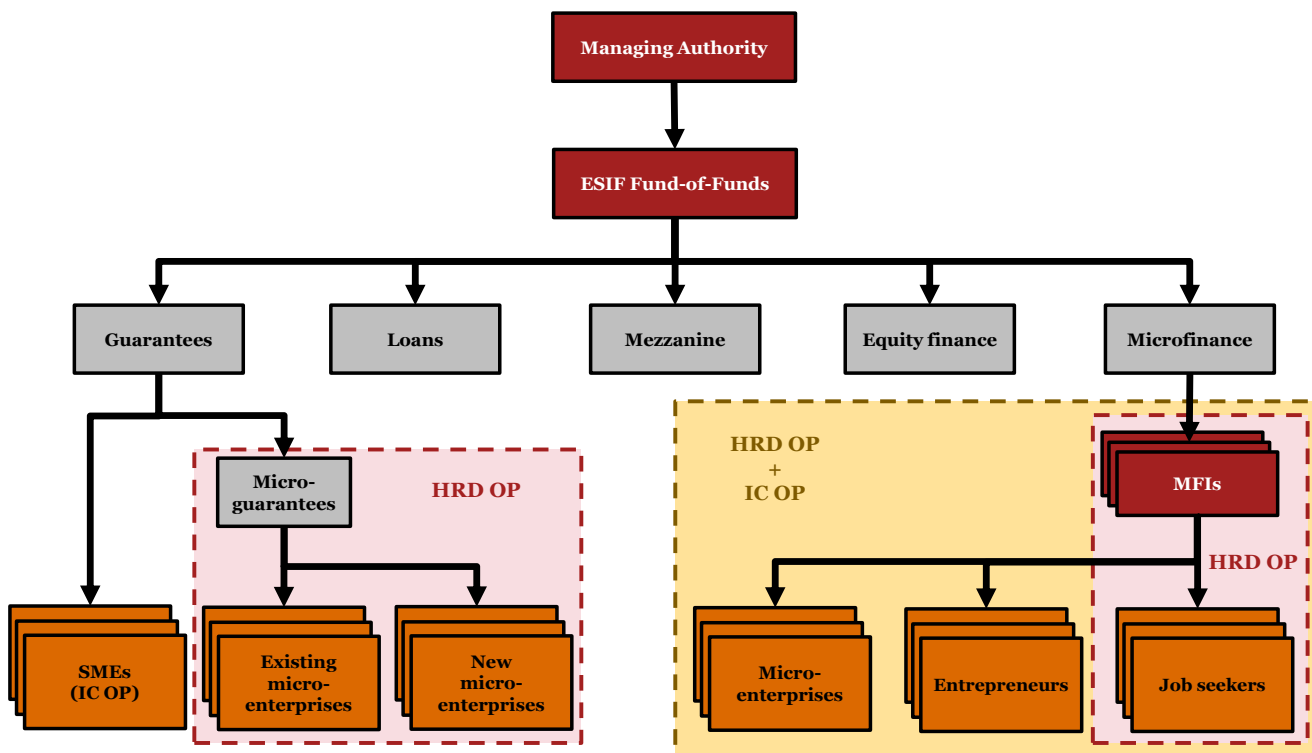 Managing Authority
ESIF Fund-of-Funds
Guarantees
Loans
Mezzanine
Equity finance
Microfinance
HRD OP
+
IC OP
Micro-
guarantees
HRD OP
MFIs
HRD OP
SMEs
(IC OP)
Existing
micro-
enterprises
New
micro-
enterprises
Micro-
enterprises
Entrepreneurs
Job seekers